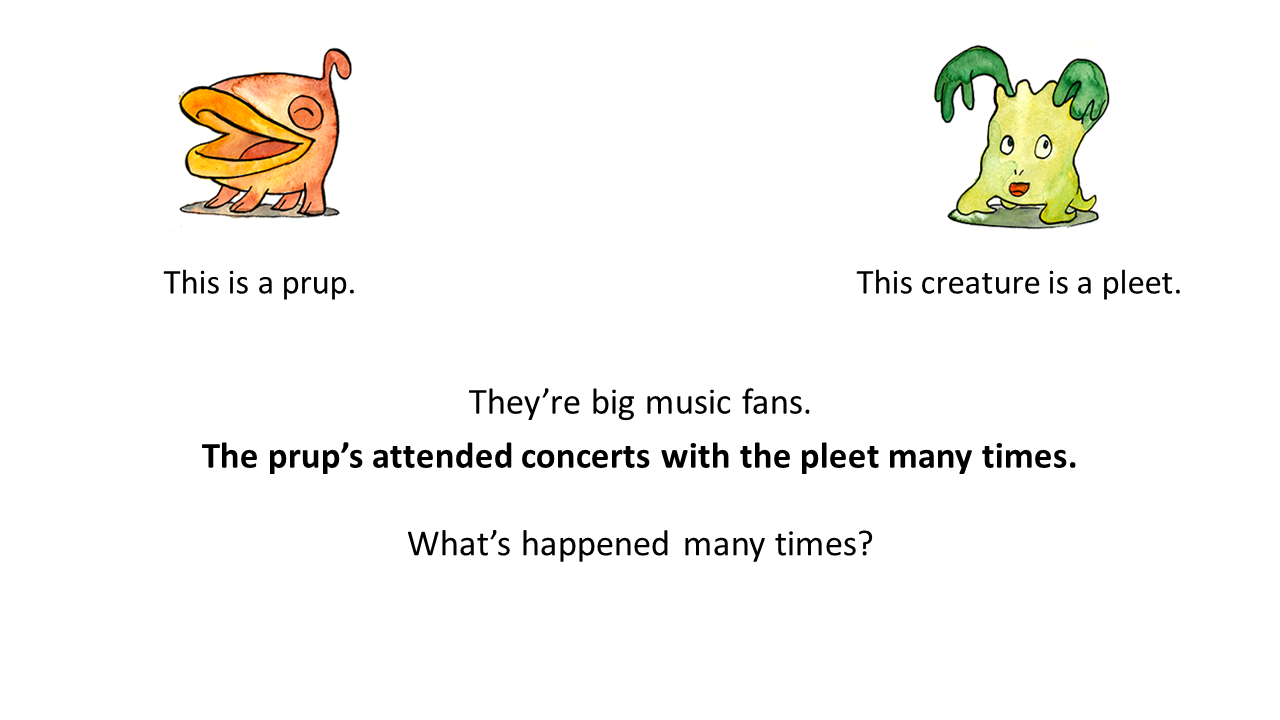 This is a prup.
This creature is a pleet.
They’re big music fans.
The prup’s attended concerts with the pleet many times.
What’s happened many times?